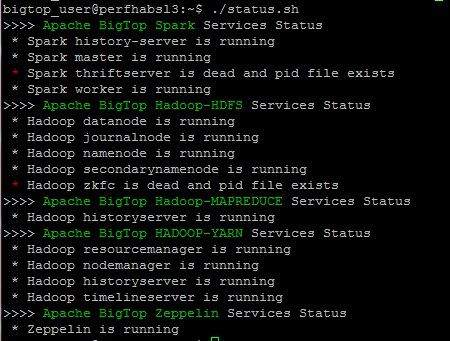 bigtop_user@perfhabsl3:~$ ./status.sh
>>>> Apache BigTop Spark Services Status
* Spark history-server is running
* Spark master is running
* Spark thriftserver is dead and pid file exists
* Spark worker is running
>>>> Apache BigTop Hadoop-HDFS Services Status
* Hadoop datanode is running
* Hadoop journalnode is running
* Hadoop namenode is running
* Hadoop secondarynamenode is running
* Hadoop zkfc is dead and pid file exists
>>>> Apache BigTop Hadoop-MAPREDUCE Services Status
* Hadoop historyserver is running
>>>> Apache BigTop HADOOP-YARN Services Status
* Hadoop resourcemanager is running
* Hadoop nodemanager is running
* Hadoop historyserver is running
* Hadoop timelineserver is running
>>>> Apache BigTop Zeppelin Services Status
* Zeppelin is running